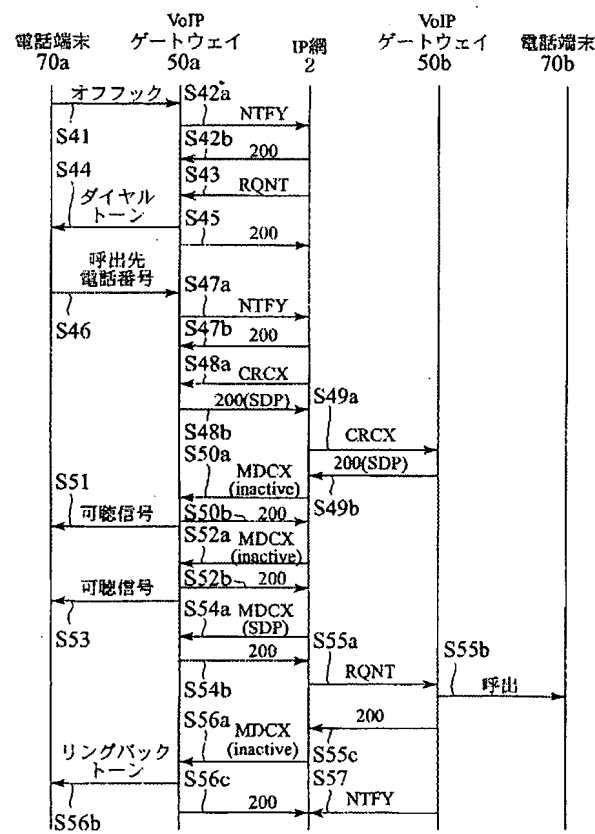 電話端末
70a
VoIP
ゲートウェイ
50a
IP網
2
VoIP
ゲートウェイ
50b
電話端末
70b
オフフック
S41
S42a
NTFY
S42b
200
S43
RQNT
S44
ダイヤル
トーン
S45
200
呼出先
電話番号
S46
S47a
NTFY
S47b
200
S48a
CRCX
200(SDP)
S48b
S49a
CRCX
200(SDP)
S49b
S50a
MDCX
(inactive)
S50b
200
S51
可聴信号
S52a
MDCX
(inactive)
S52b
200
可聴信号
S53
S54a
MDCX
(SDP)
200
S54b
S55a
RQNT
S55b
呼出
200
S55c
S56a
MDCX
(inactive)
リングバック
トーン
S56b
S56c
200
S57
NTFY